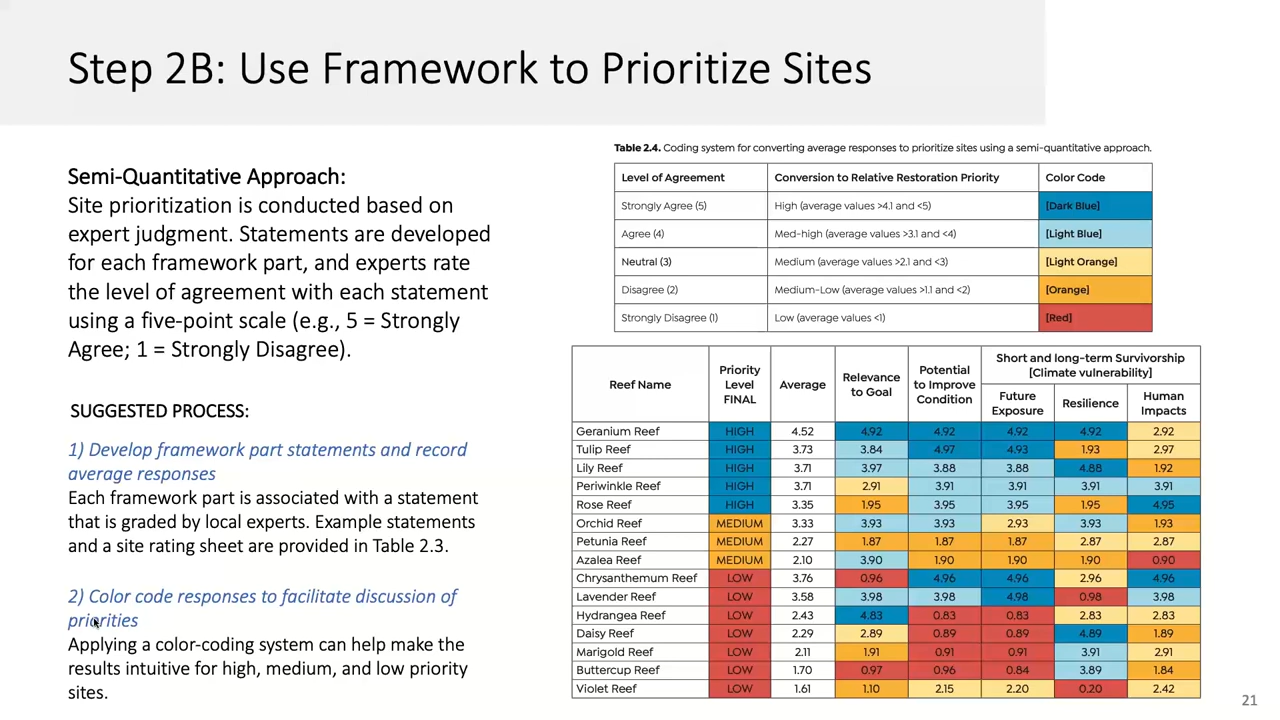 Step 2B: Use Framework to Prioritize Sites
Semi-Quantitative Approach:
Site prioritization is conducted based on
expert judgment. Statements are developed
for each framework part, and experts rate
the level of agreement with each statement
using a five-point scale (e.g., 5 = Strongly
Agree; 1 = Strongly Disagree).
SUGGESTED PROCESS:
1) Develop framework part statements and record
average responses
Each framework part is associated with a statement
that is graded by local experts. Example statements
and a site rating sheet are provided in Table 2.3.
2) Color code responses to facilitate discussion of
priorities
Applying a color-coding system can help make the
results intuitive for high, medium, and low priority
sites.
Table 2.4. Coding system for converting average responses to prioritize sites using a semi-quantitative approach.
Level of Agreement Conversion to Relative Restoration Priority Color Code
Strongly Agree (5) High (average values >4.1 and <5) [Dark Blue]
Agree (4) Med-high (average values >3.1 and <4) [Light Blue]
Neutral (3) Medium (average values >2.1 and <3) [Light Orange]
Disagree (2) Medium-Low (average values >1.1 and <2) [Orange]
Strongly Disagree (1) Low (average values <1) [Red]
Reef Name
Priority
Level
FINAL
Average
Relevance
to Goal
Potential
to Improve
Condition
Short and long-term Survivorship
[Climate vulnerability]
Future
Exposure
Resilience
Human
Impacts
Geranium Reef HIGH 4.52 4.92 4.92 4.92 4.92 2.92
Tulip Reef HIGH 3.73 3.84 4.97 4.93 1.93 2.97
Lily Reef HIGH 3.71 3.97 3.88 3.88 4.88 1.92
Periwinkle Reef HIGH 3.71 2.91 3.91 3.91 3.91 3.91
Rose Reef HIGH 3.35 1.95 3.95 3.95 1.95 4.95
Orchid Reef MEDIUM 3.33 3.93 3.93 2.93 3.93 1.93
Petunia Reef MEDIUM 2.27 1.87 1.87 1.87 2.87 2.87
Azalea Reef MEDIUM 2.10 3.90 1.90 1.90 1.90 0.90
Chrysanthemum Reef LOW 3.76 0.96 4.96 4.96 2.96 4.96
Lavender Reef LOW 3.58 3.98 3.98 4.98 0.98 3.98
Hydrangea Reef LOW 2.43 4.83 0.83 0.83 2.83 2.83
Daisy Reef LOW 2.29 2.89 0.89 0.89 4.89 1.89
Marigold Reef LOW 2.11 1.91 0.91 0.91 3.91 2.91
Buttercup Reef LOW 1.70 0.97 0.96 0.84 3.89 1.84
Violet Reef LOW 1.61 1.10 2.15 2.20 0.20 2.42
21